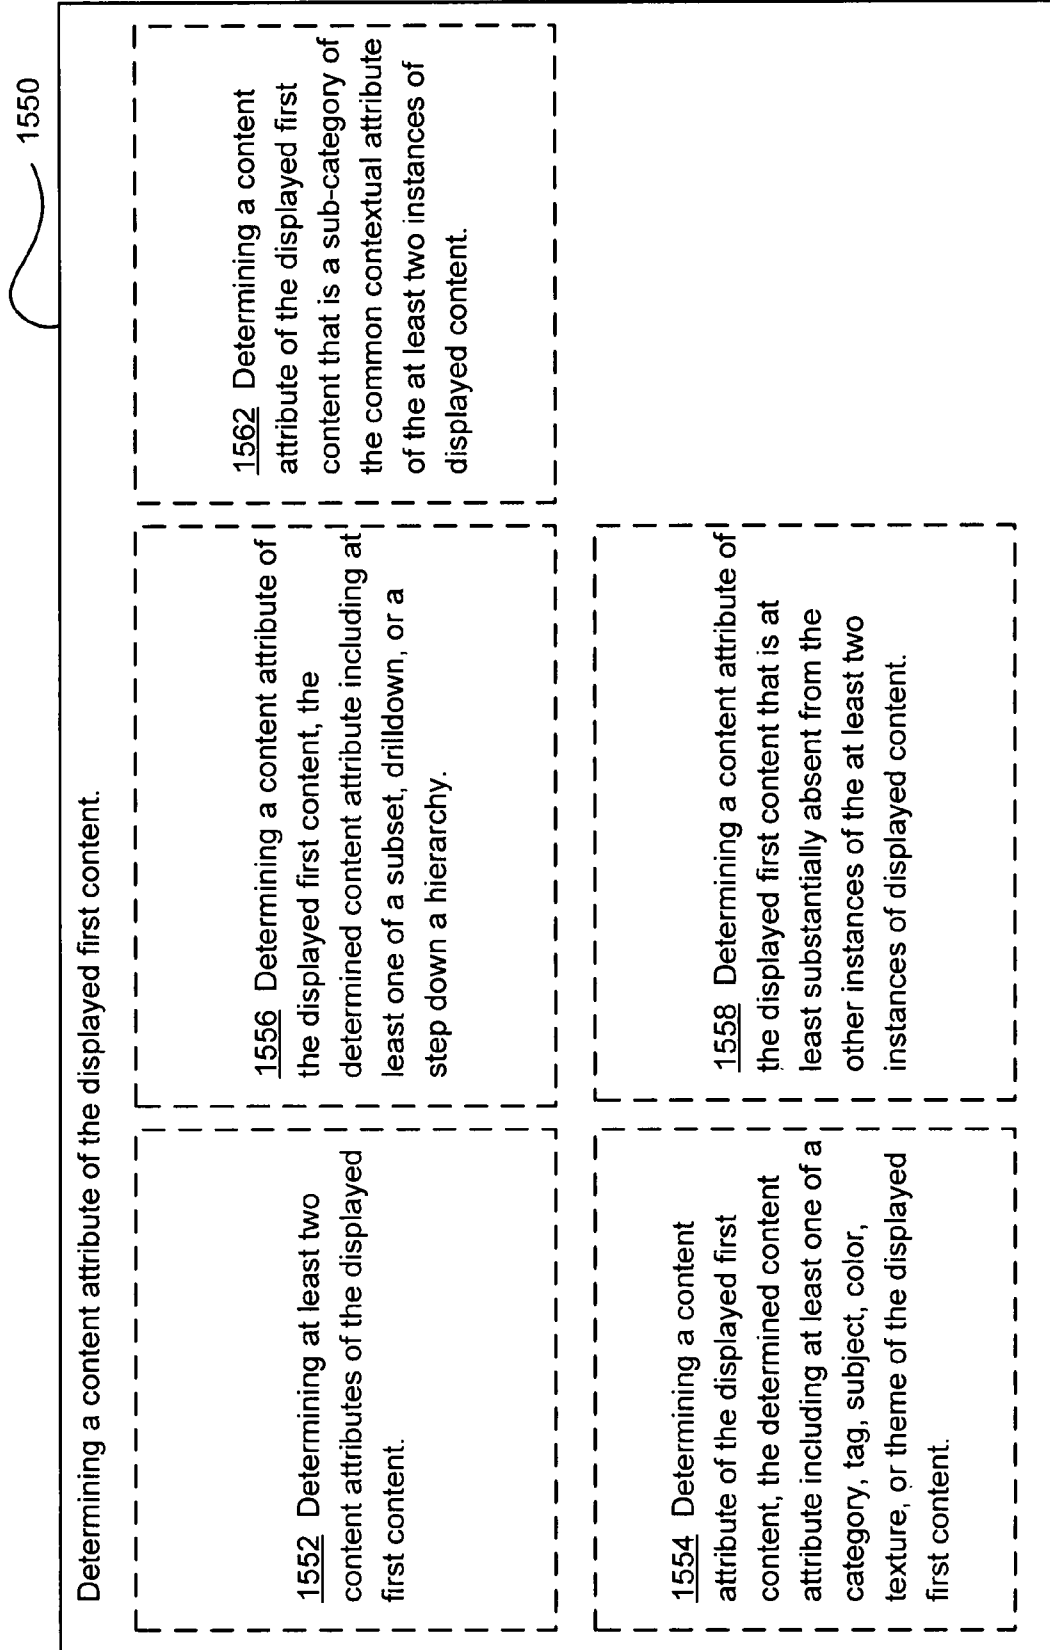 1550
Determining a content attribute of the displayed first content.
1552 Determining at least two
content attributes of the displayed
first content.
1554 Determining a content
attribute of the displayed first
content, the determined content
attribute including at least one of a
category, tag, subject, color,
texture, or theme of the displayed
first content.
1556 Determining a content attribute of
the displayed first content, the
determined content attribute including at
least one of a subset, drilldown, or a
step down a hierarchy.
1558 Determining a content attribute of
the displayed first content that is at
least substantially absent from the
other instances of the at least two
instances of displayed content.
1562 Determining a content
attribute of the displayed first
content that is a sub-category of
the common contextual attribute
of the at least two instances of
displayed content.